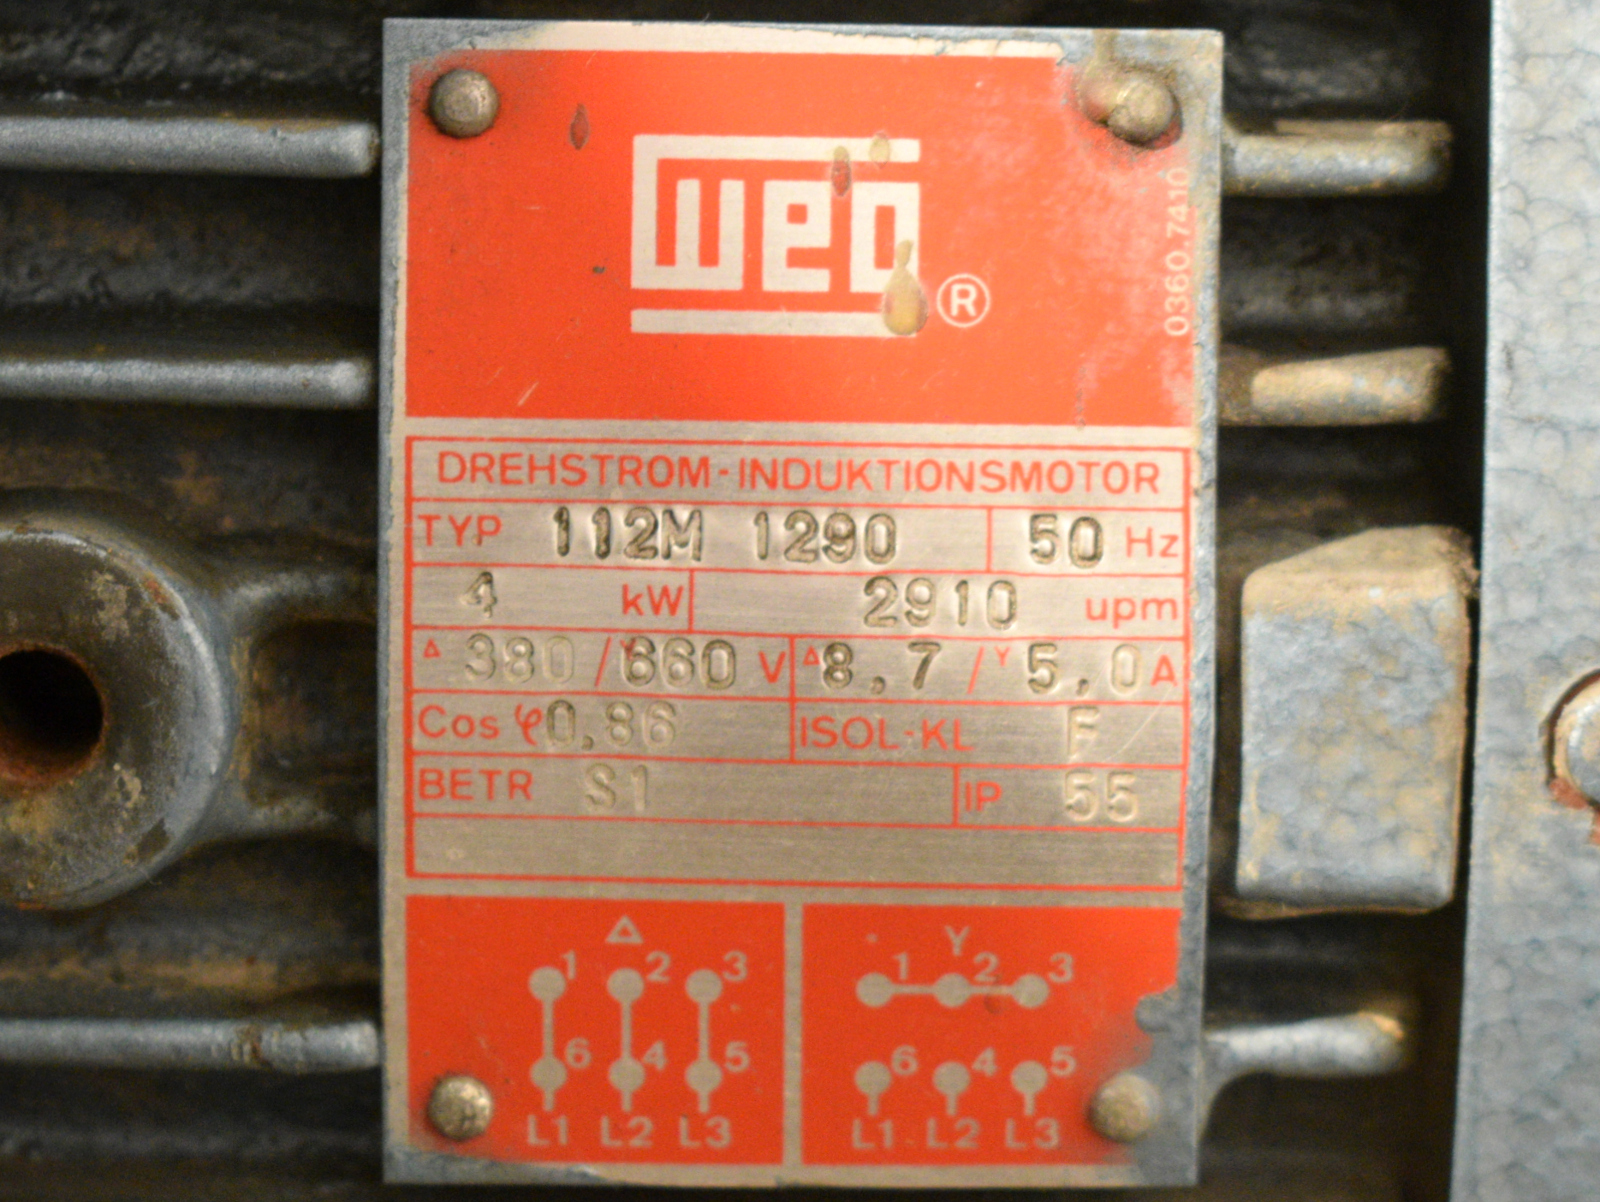 weg ®
0360.7410
DREHSTROM-INDUKTIONSMOTOR
TYP 112M 1290 50 Hz
4 kW 2910 upm
Δ 380 / Y 660 V Δ 8,7 / Y 5,0 A
Cos φ 0,86 ISOL-KL F
BETR S1 IP 55
Δ Y
1 2 3 1 2 3
6 4 5 6 4 5
L1 L2 L3 L1 L2 L3